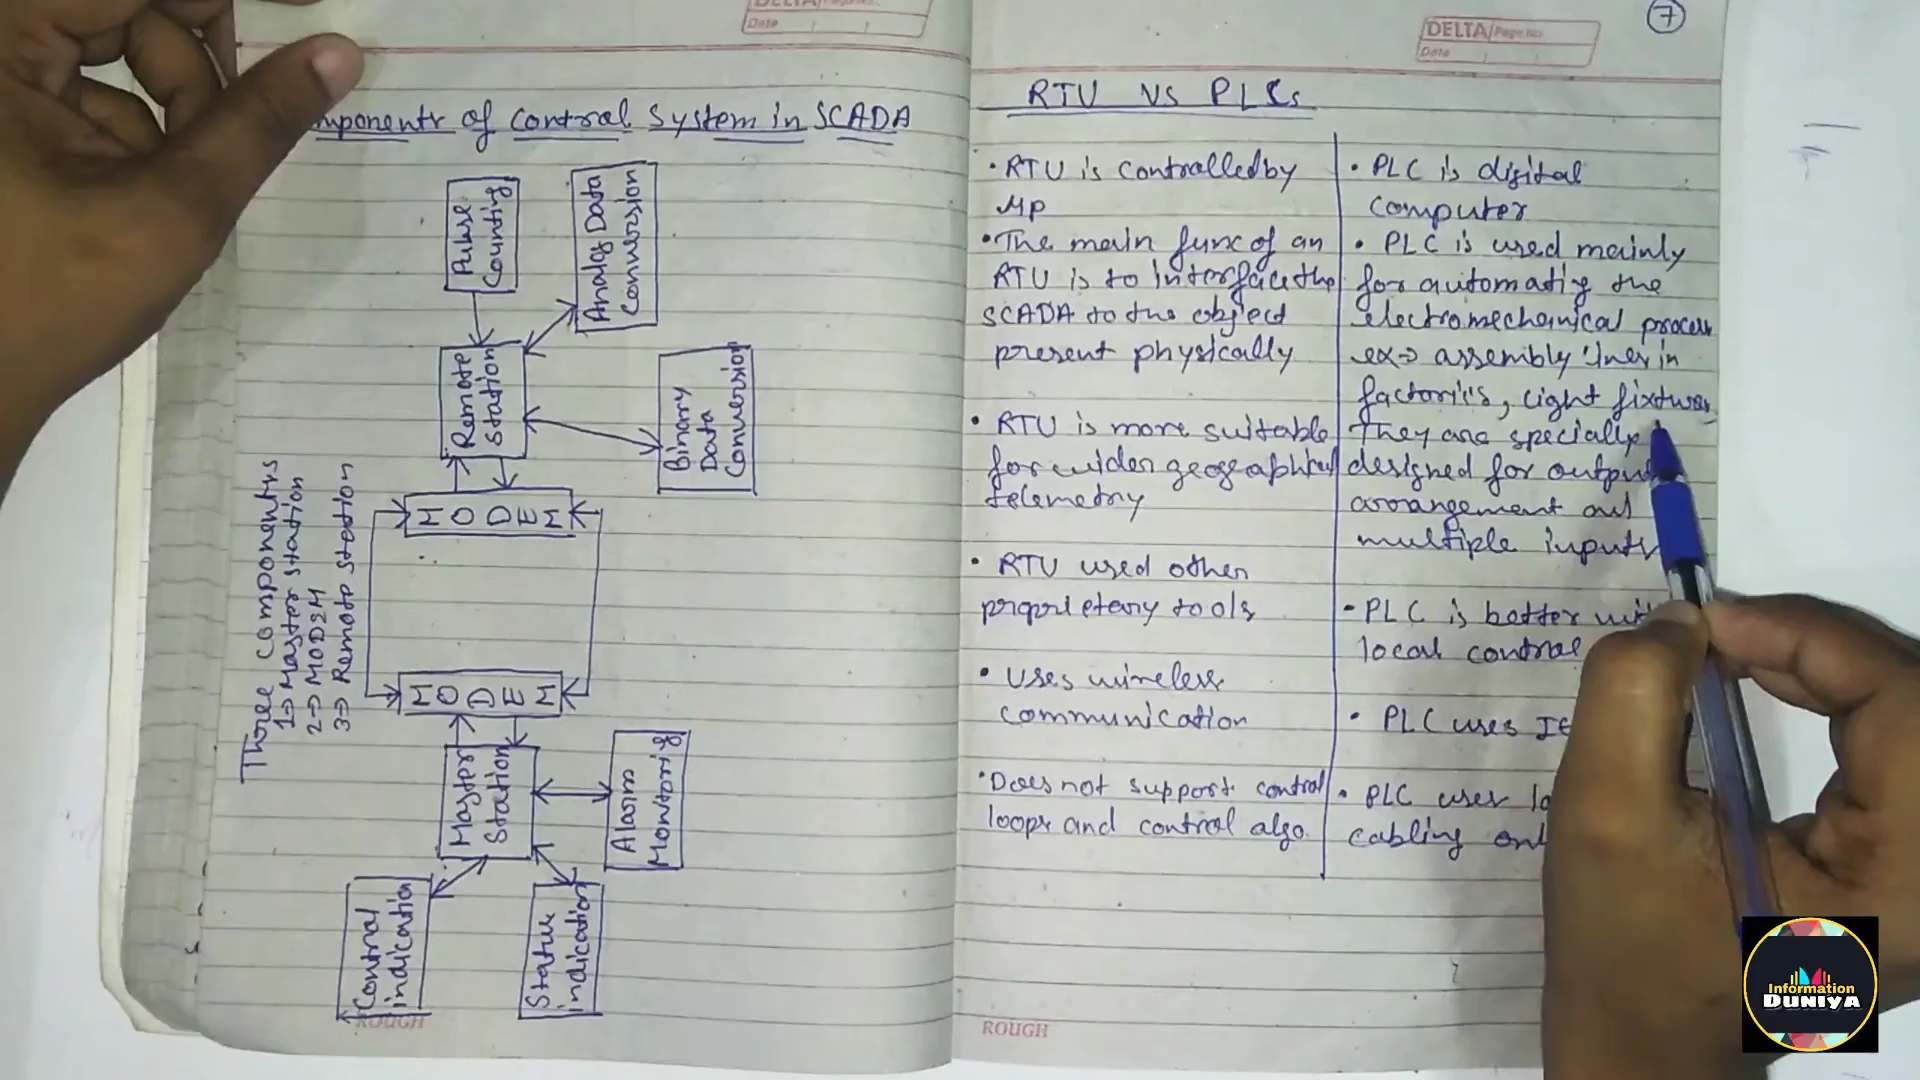 DELTA Page No.
Date
mponents of Control System in SCADA
Pulse
Counting
Analog Data
Conversion
Remote
Station
Binary
Data
Conversion
MODEM
Three components
1→ Master station
2→ MODEM
3→ Remote station
MODEM
Master
Station
Alarm
Monitoring
Control
indication
Status
indication
ROUGH
7
DELTA Page No.
Date
RTU VS PLCs
• RTU is controlled by
MP
• The main func of an
RTU is to interface the
SCADA to the object
present physically
• RTU is more suitable
for wider geographical
telemetry
• RTU used other
proprietary tools
• Uses wireless
communication
• Does not support control
loops and control algo.
• PLC is digital
computer
• PLC is used mainly
for automatig the
electromechanical process
ex→ assembly lines in
factories, light fixtures,
They are specially
designed for output
arrangement and
multiple inputs
• PLC is better
local control
• PLC uses IE
• PLC uses
cabling
ROUGH
Information
DUNIYA